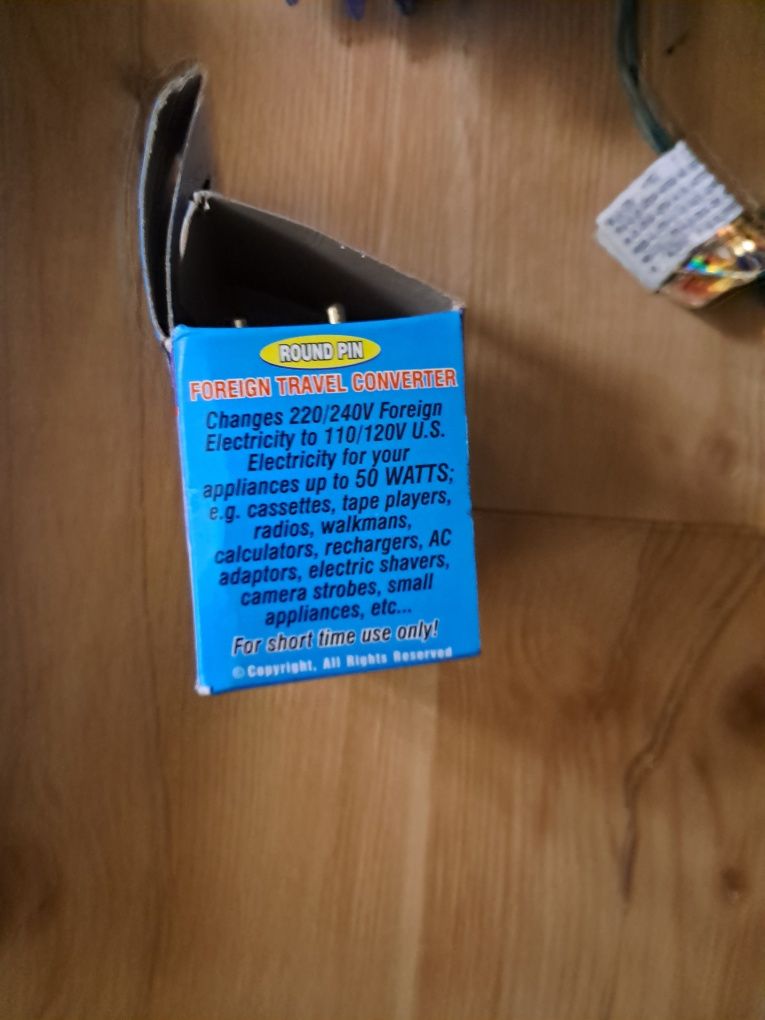 ROUND PIN
FOREIGN TRAVEL CONVERTER
Changes 220/240V Foreign
Electricity to 110/120V U.S.
Electricity for your
appliances up to 50 WATTS;
e.g. cassettes, tape players,
radios, walkmans,
calculators, rechargers, AC
adaptors, electric shavers,
camera strobes, small
appliances, etc...
For short time use only!
© Copyright, All Rights Reserved